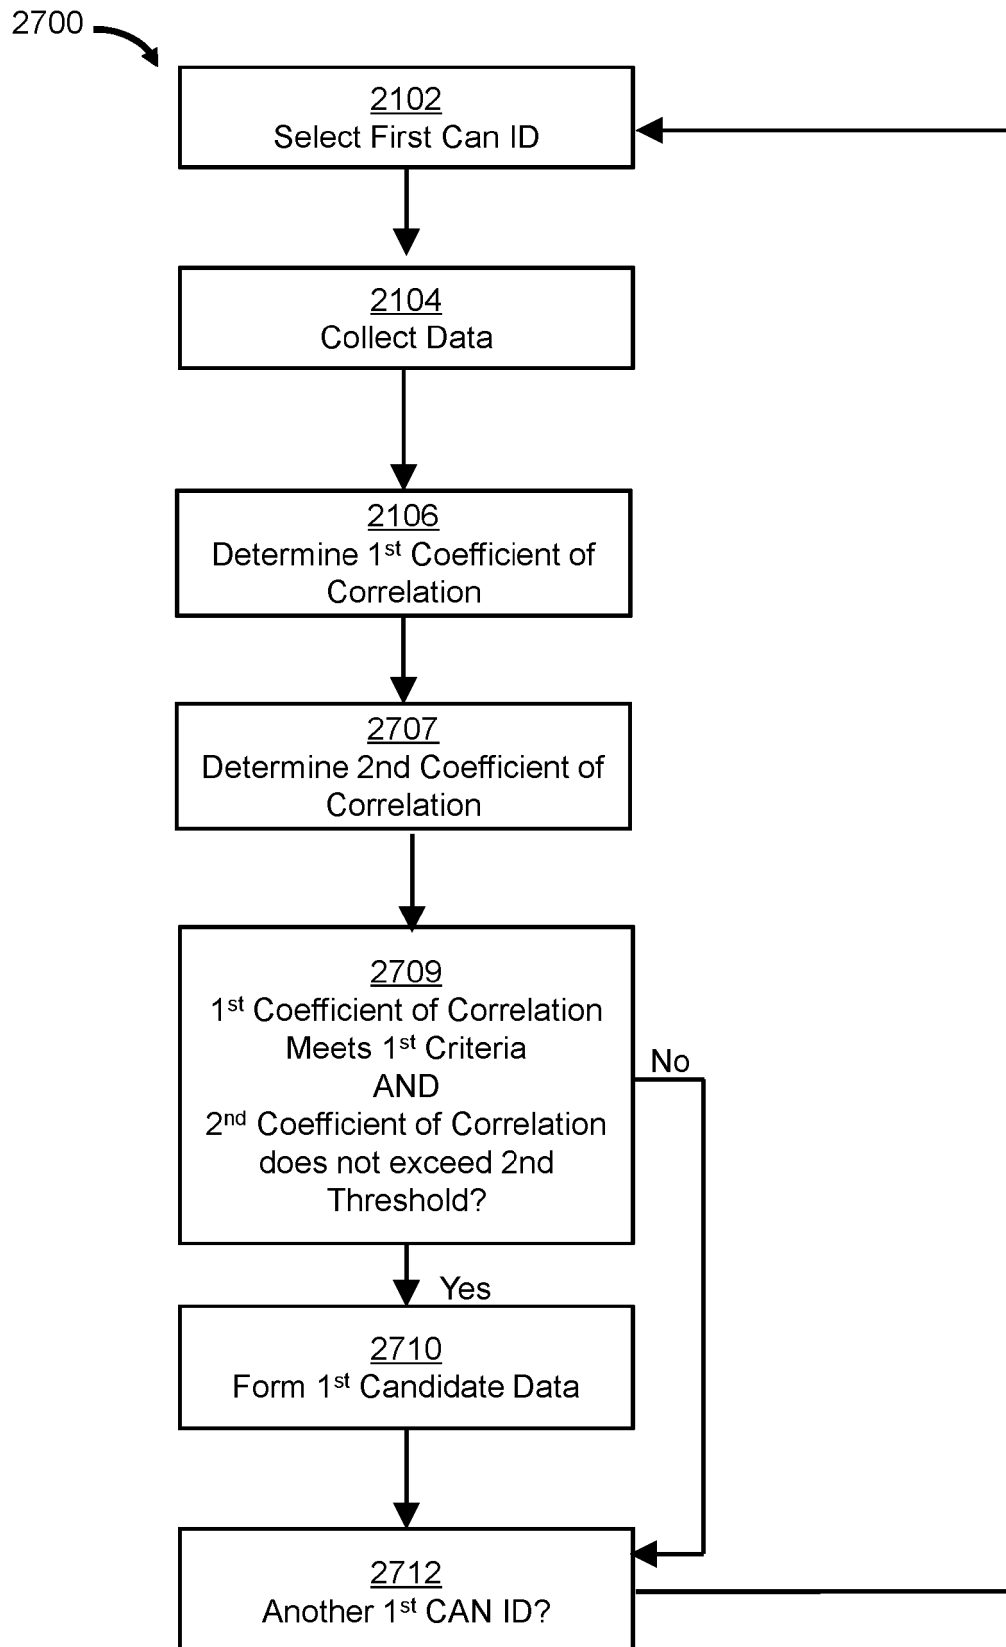 2700
2102
Select First Can ID
2104
Collect Data
2106
Determine 1st Coefficient of
Correlation
2707
Determine 2nd Coefficient of
Correlation
2709
1st Coefficient of Correlation
Meets 1st Criteria
AND
2nd Coefficient of Correlation
does not exceed 2nd
Threshold?
No
Yes
2710
Form 1st Candidate Data
2712
Another 1st CAN ID?